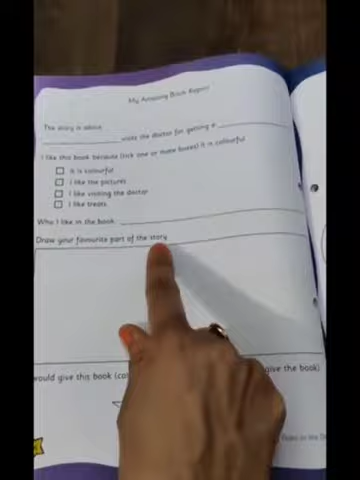 My Amazing Book Report
The story is about
visits the doctor for getting a
I like this book because (tick one or more boxes) It is colourful
It is colourful
I like the pictures
I like visiting the doctor
I like treats
Who I like in the book
Draw your favourite part of the story
would give this book give the book)